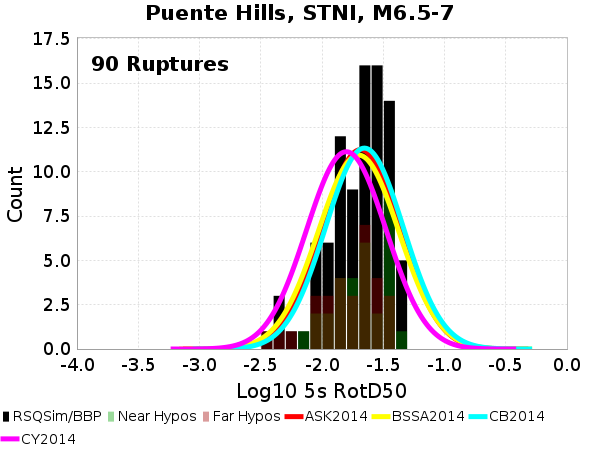 Puente Hills, STNI, M6.5-7
90 Ruptures
Count
17.5
15.0
12.5
10.0
7.5
5.0
2.5
0.0
-4.0 -3.5 -3.0 -2.5 -2.0 -1.5 -1.0 -0.5 0.0
Log10 5s RotD50
RSQSim/BBP Near Hypos Far Hypos ASK2014 BSSA2014 CB2014
CY2014